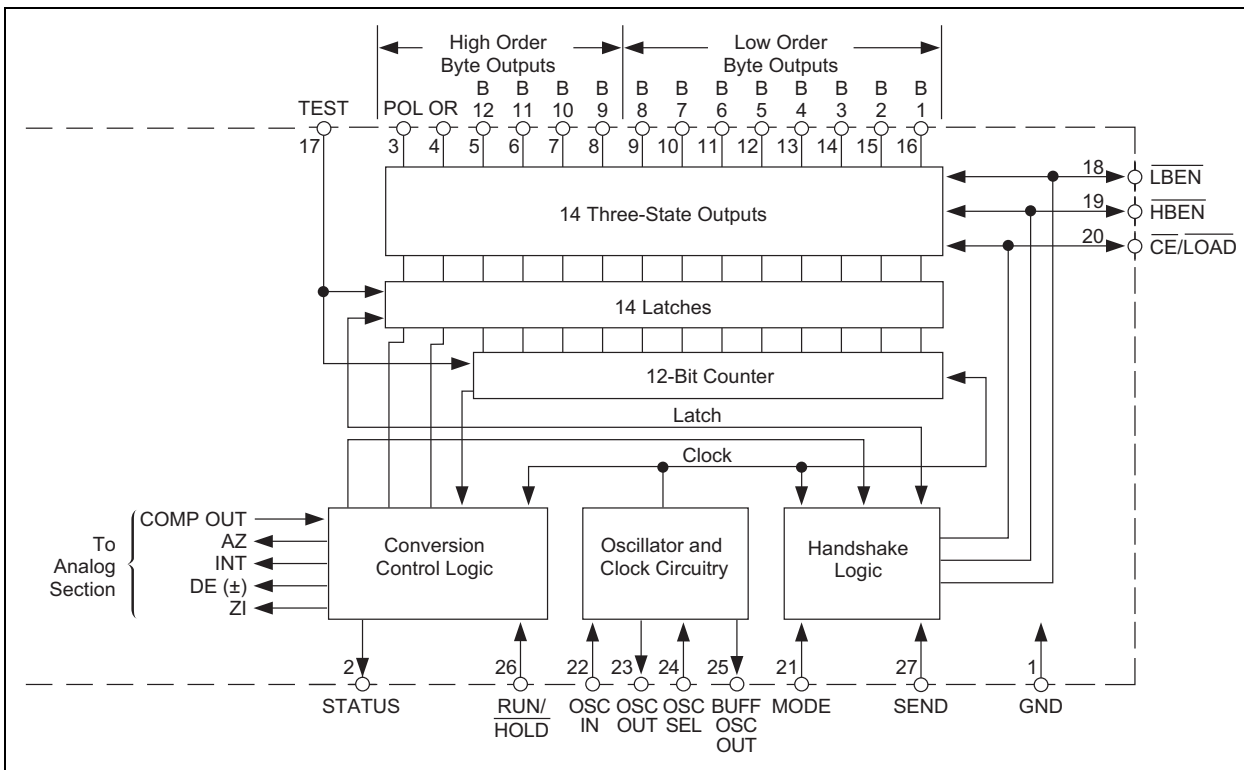 High Order
Byte Outputs
Low Order
Byte Outputs
B B B B B B B B B B B B
TEST POL OR 12 11 10 9 8 7 6 5 4 3 2 1
17 3 4 5 6 7 8 9 10 11 12 13 14 15 16
18 LBEN
14 Three-State Outputs
19 HBEN
20 CE/LOAD
14 Latches
12-Bit Counter
Latch
Clock
To
Analog
Section
COMP OUT
AZ
INT
DE (±)
ZI
Conversion
Control Logic
Oscillator and
Clock Circuitry
Handshake
Logic
2 26 22 23 24 25 21 27 1
STATUS
RUN/
HOLD
OSC
IN
OSC
OUT
OSC
SEL
BUFF
OSC
OUT
MODE
SEND
GND